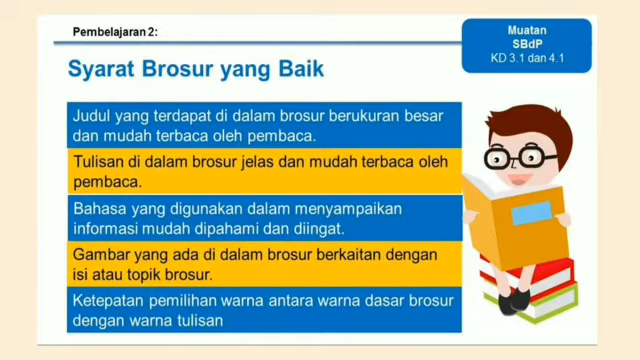 Pembelajaran 2:
Muatan
SBdP
KD 3.1 dan 4.1
Syarat Brosur yang Baik
Judul yang terdapat di dalam brosur berukuran besar
dan mudah terbaca oleh pembaca.
Tulisan di dalam brosur jelas dan mudah terbaca oleh
pembaca.
Bahasa yang digunakan dalam menyampaikan
informasi mudah dipahami dan diingat.
Gambar yang ada di dalam brosur berkaitan dengan
isi atau topik brosur.
Ketepatan pemilihan warna antara warna dasar brosur
dengan warna tulisan